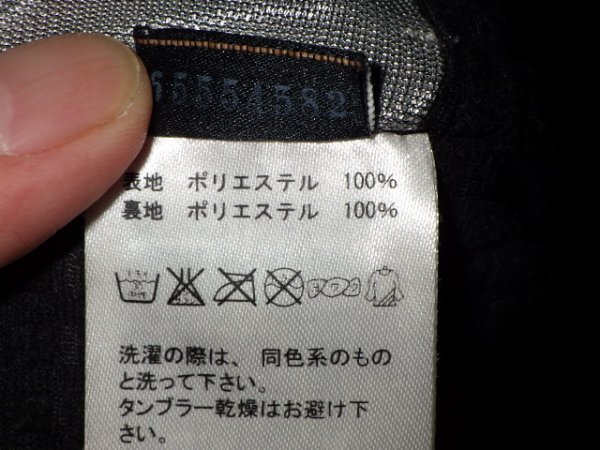 65554582
表地 ポリエステル 100%
裏地 ポリエステル 100%
洗濯の際は、同色系のもの
と洗って下さい。
タンブラー乾燥はお避け下
さい。